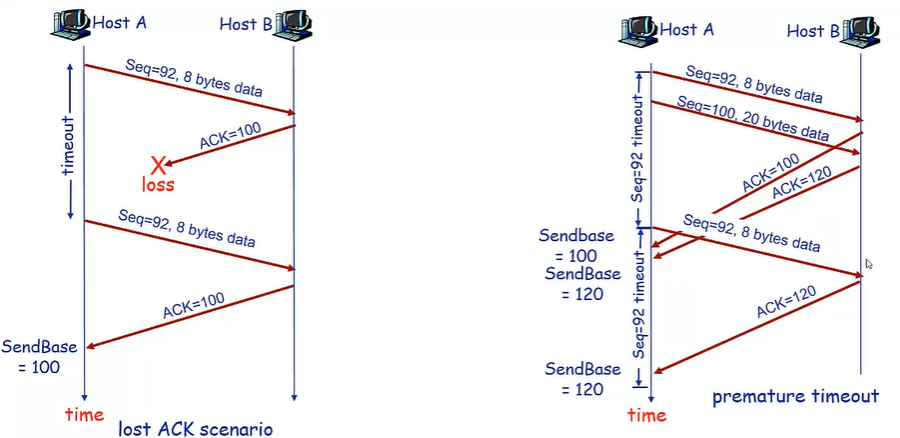 Host A
Host B
Seq=92, 8 bytes data
ACK=100
timeout
X
loss
Seq=92, 8 bytes data
ACK=100
SendBase
= 100
time
lost ACK scenario
Host A
Host B
Seq=92, 8 bytes data
Seq=100, 20 bytes data
Seq=92 timeout
ACK=100
ACK=120
Seq=92, 8 bytes data
Sendbase
= 100
SendBase
= 120
Seq=92 timeout
ACK=120
SendBase
= 120
time
premature timeout